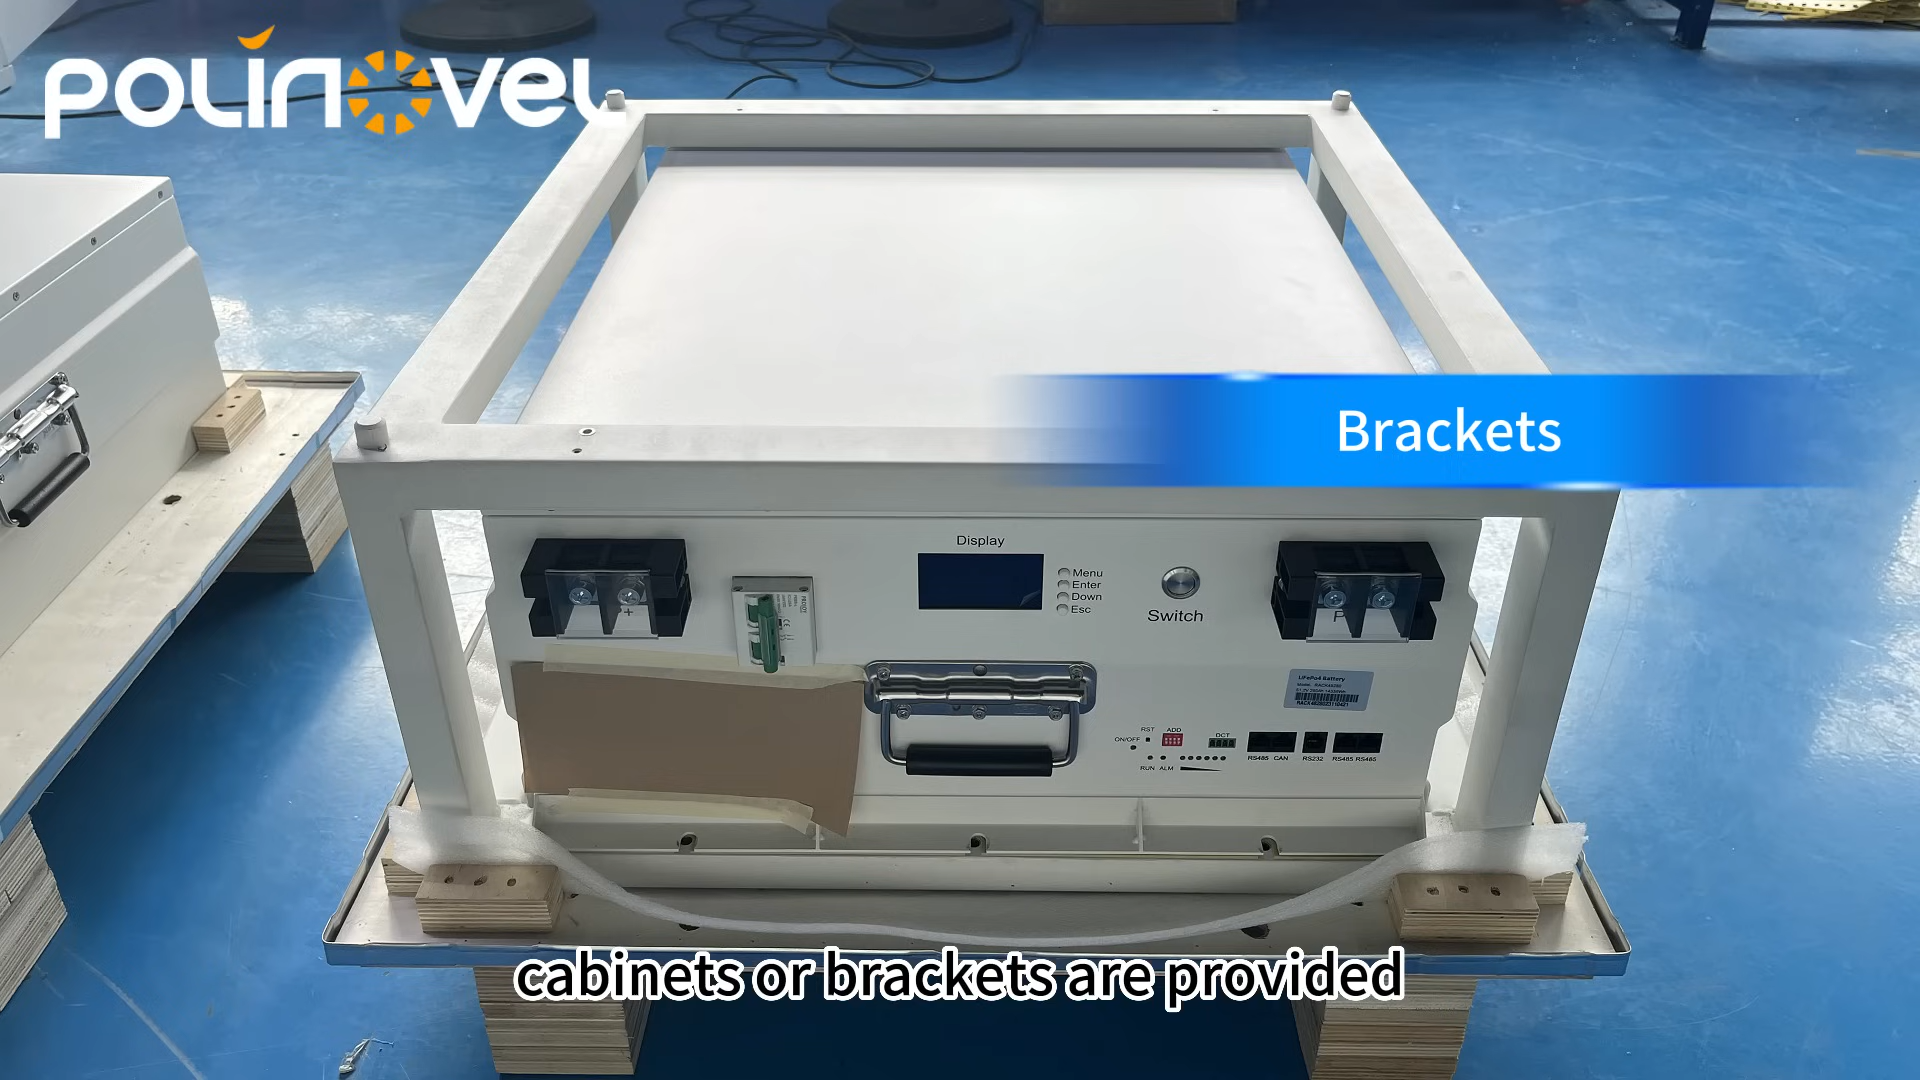 POLINOVEL
Brackets
Display
Menu
Enter
Down
Esc
Switch
+
P
LiFePo4 Battery
RST
ADD
ON/OFF
DCT
RUN ALM
RS485 CAN
RS232
RS485 RS485
cabinets or brackets are provided